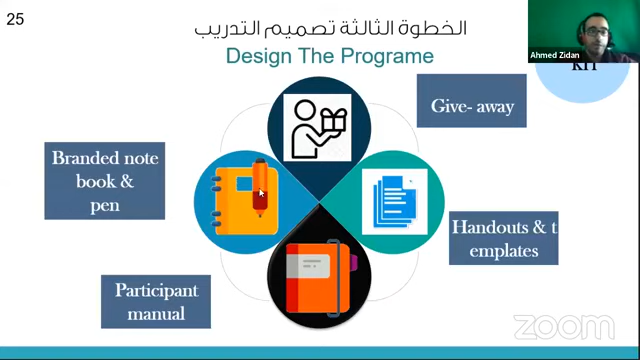 25
الخطوة الثالثة تصميم التدريب
Design The Programe
Ahmed Zidan
Give- away
Branded note
book &
pen
Handouts & t
emplates
Participant
manual
zoom